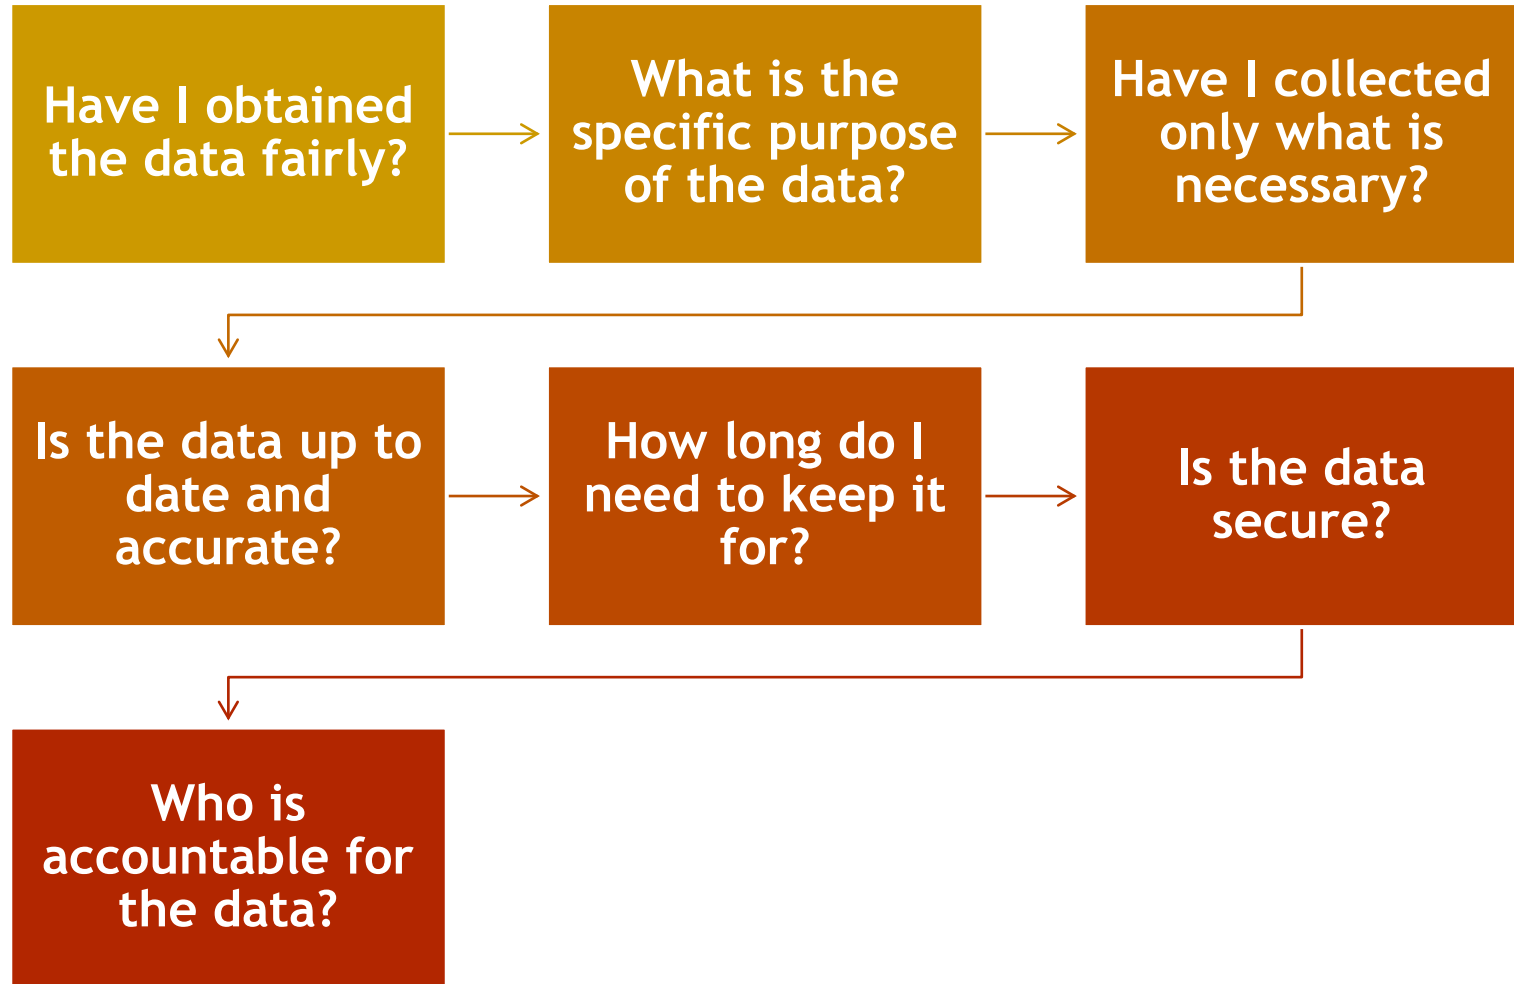 Have I obtained
the data fairly?
What is the
specific purpose
of the data?
Have I collected
only what is
necessary?
Is the data up to
date and
accurate?
How long do I
need to keep it
for?
Is the data
secure?
Who is
accountable for
the data?